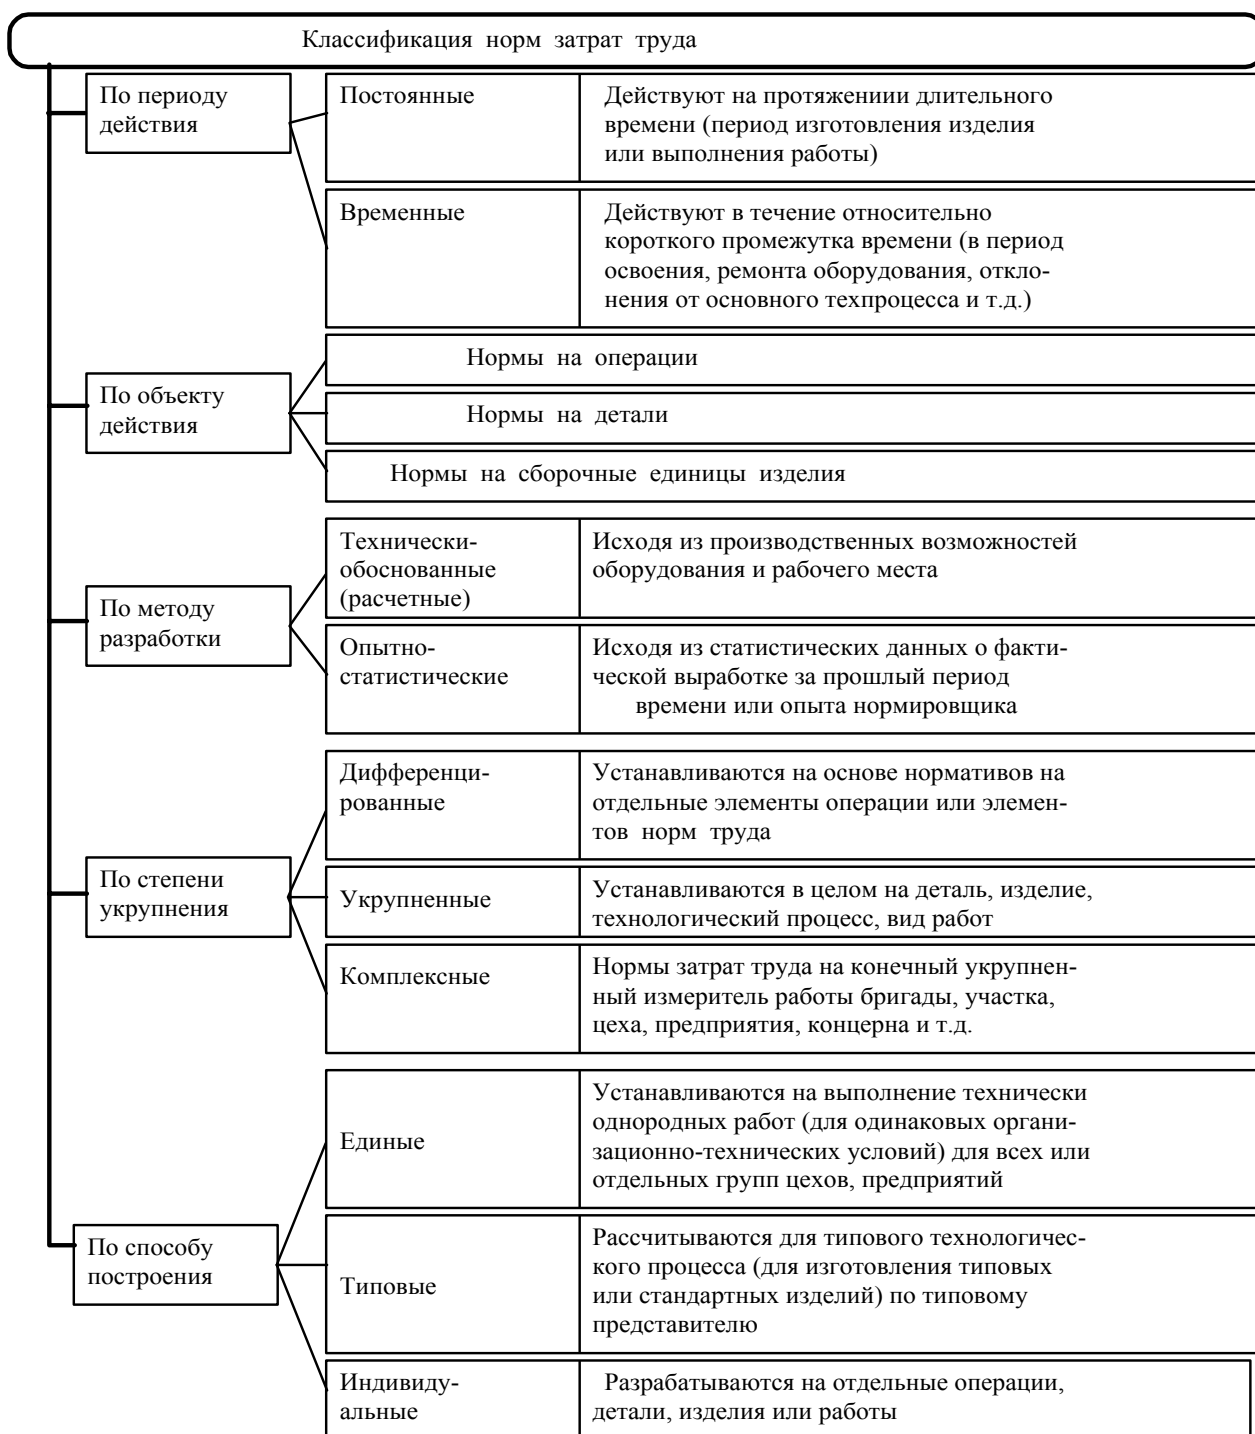 Классификация норм затрат труда
По периоду
действия
Постоянные
Действуют на протяжениии длительного
времени (период изготовления изделия
или выполнения работы)
Временные
Действуют в течение относительно
короткого промежутка времени (в период
освоения, ремонта оборудования, откло-
нения от основного техпроцесса и т.д.)
По объекту
действия
Нормы на операции
Нормы на детали
Нормы на сборочные единицы изделия
По методу
разработки
Технически-
обоснованные
(расчетные)
Исходя из производственных возможностей
оборудования и рабочего места
Опытно-
статистические
Исходя из статистических данных о факти-
ческой выработке за прошлый период
времени или опыта нормировщика
По степени
укрупнения
Дифференци-
рованные
Устанавливаются на основе нормативов на
отдельные элементы операции или элемен-
тов норм труда
Укрупненные
Устанавливаются в целом на деталь, изделие,
технологический процесс, вид работ
Комплексные
Нормы затрат труда на конечный укрупнен-
ный измеритель работы бригады, участка,
цеха, предприятия, концерна и т.д.
По способу
построения
Единые
Устанавливаются на выполнение технически
однородных работ (для одинаковых органи-
зационно-технических условий) для всех или
отдельных групп цехов, предприятий
Типовые
Рассчитываются для типового технологичес-
кого процесса (для изготовления типовых
или стандартных изделий) по типовому
представителю
Индивиду-
альные
Разрабатываются на отдельные операции,
детали, изделия или работы